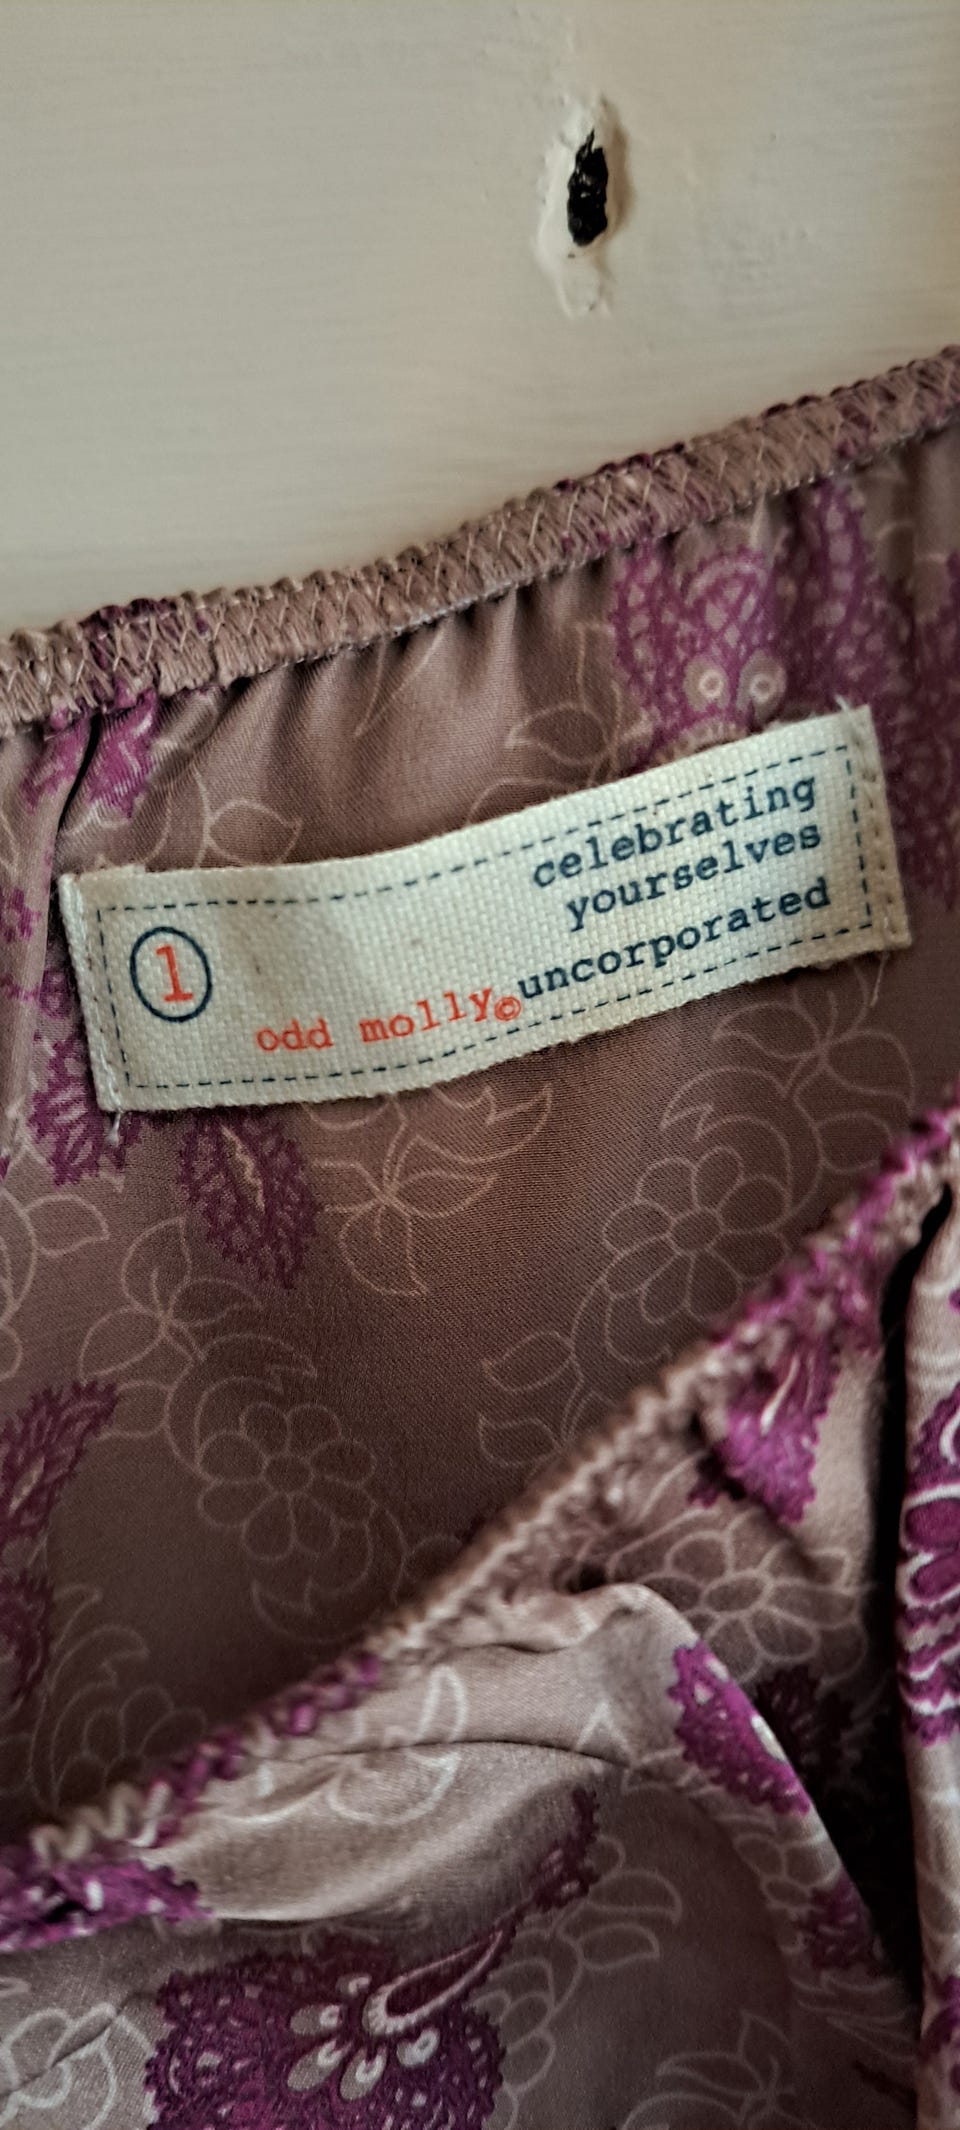 celebrating
yourselves
uncorporated
1
odd molly©